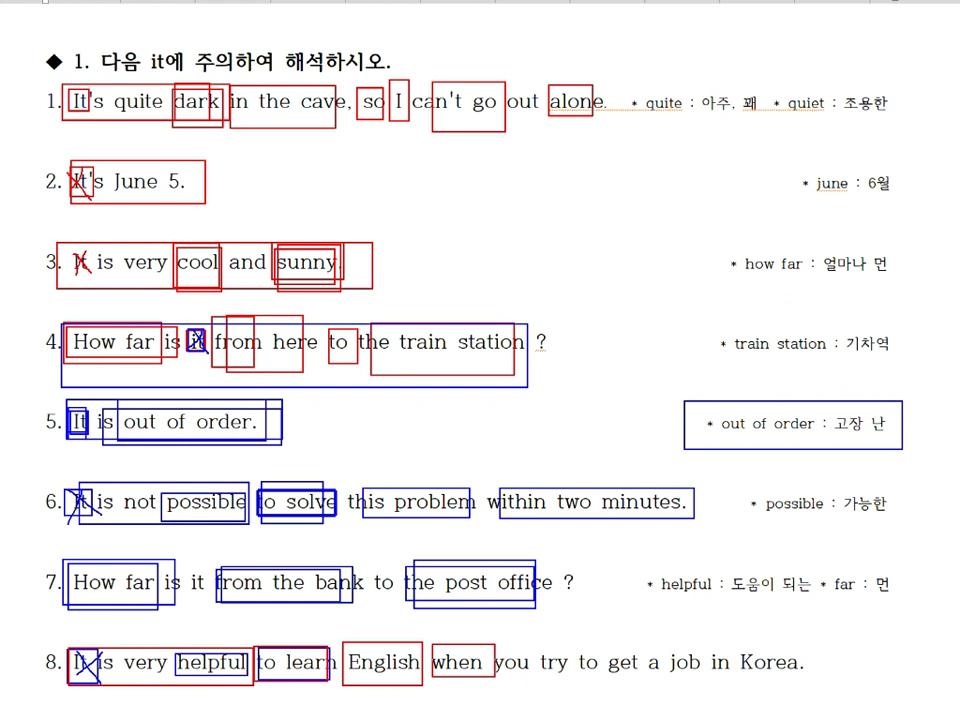 ◆ 1. 다음 it에 주의하여 해석하시오.
1. It's quite dark in the cave, so I can't go out alone. * quite : 아주, 꽤 * quiet : 조용한
2. It's June 5. * june : 6월
3. It is very cool and sunny. * how far : 얼마나 먼
4. How far is it from here to the train station ? * train station : 기차역
5. It is out of order. * out of order : 고장 난
6. It is not possible to solve this problem within two minutes. * possible : 가능한
7. How far is it from the bank to the post office ? * helpful : 도움이 되는 * far : 먼
8. It is very helpful to learn English when you try to get a job in Korea.